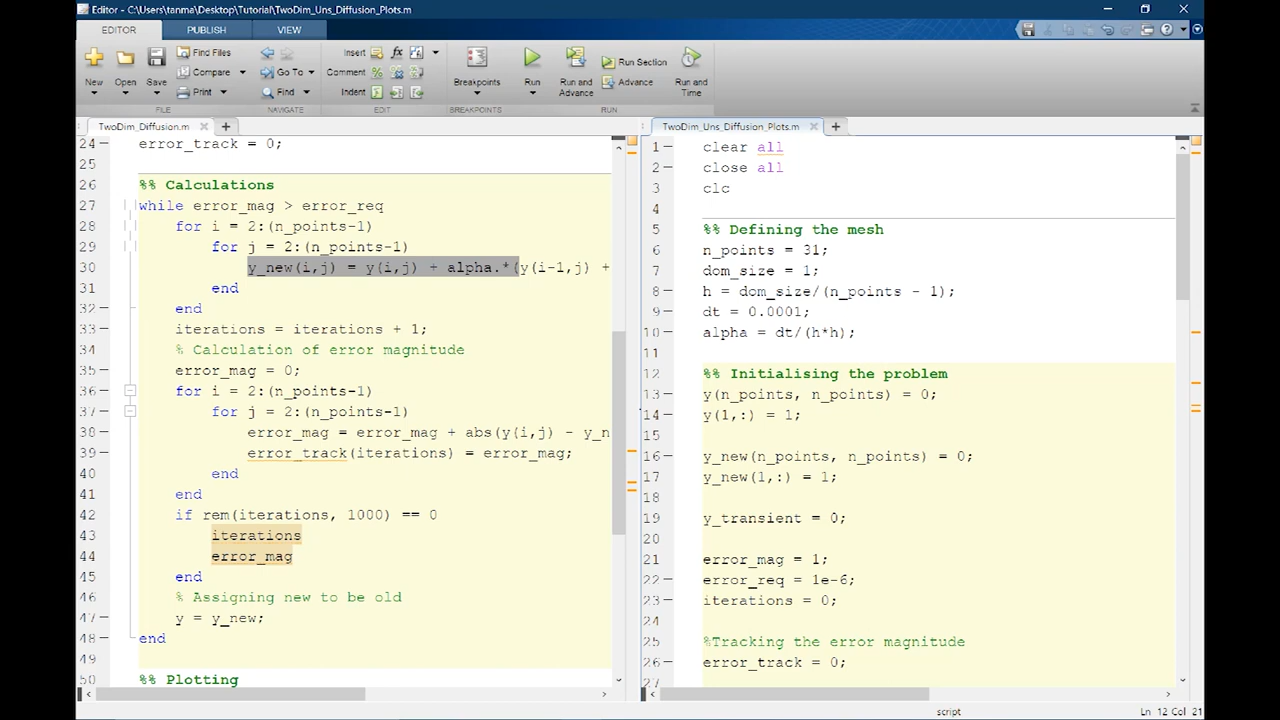 Editor - C:\Users\tanma\Desktop\Tutorial\TwoDim_Uns_Diffusion_Plots.m
EDITOR
PUBLISH
VIEW
New
Open
Save
Find Files
Compare
Print
Go To
Find
Insert
Comment
Indent
Breakpoints
Run
Run and Advance
Run Section
Advance
Run and Time
FILE
NAVIGATE
EDIT
BREAKPOINTS
RUN
TwoDim_Diffusion.m
24 error_track = 0;
25
26 %% Calculations
27 while error_mag > error_req
28 for i = 2:(n_points-1)
29 for j = 2:(n_points-1)
30 y_new(i,j) = y(i,j) + alpha.*(y(i-1,j) +
31 end
32 end
33 iterations = iterations + 1;
34 % Calculation of error magnitude
35 error_mag = 0;
36 for i = 2:(n_points-1)
37 for j = 2:(n_points-1)
38 error_mag = error_mag + abs(y(i,j) - y_n
39 error_track(iterations) = error_mag;
40 end
41 end
42 if rem(iterations, 1000) == 0
43 iterations
44 error_mag
45 end
46 % Assigning new to be old
47 y = y_new;
48 end
49
50 %% Plotting
TwoDim_Uns_Diffusion_Plots.m
1 clear all
2 close all
3 clc
4
5 %% Defining the mesh
6 n_points = 31;
7 dom_size = 1;
8 h = dom_size/(n_points - 1);
9 dt = 0.0001;
10 alpha = dt/(h*h);
11
12 %% Initialising the problem
13 y(n_points, n_points) = 0;
14 y(1,:) = 1;
15
16 y_new(n_points, n_points) = 0;
17 y_new(1,:) = 1;
18
19 y_transient = 0;
20
21 error_mag = 1;
22 error_req = 1e-6;
23 iterations = 0;
24
25 %Tracking the error magnitude
26 error_track = 0;
27
script
Ln 12 Col 21